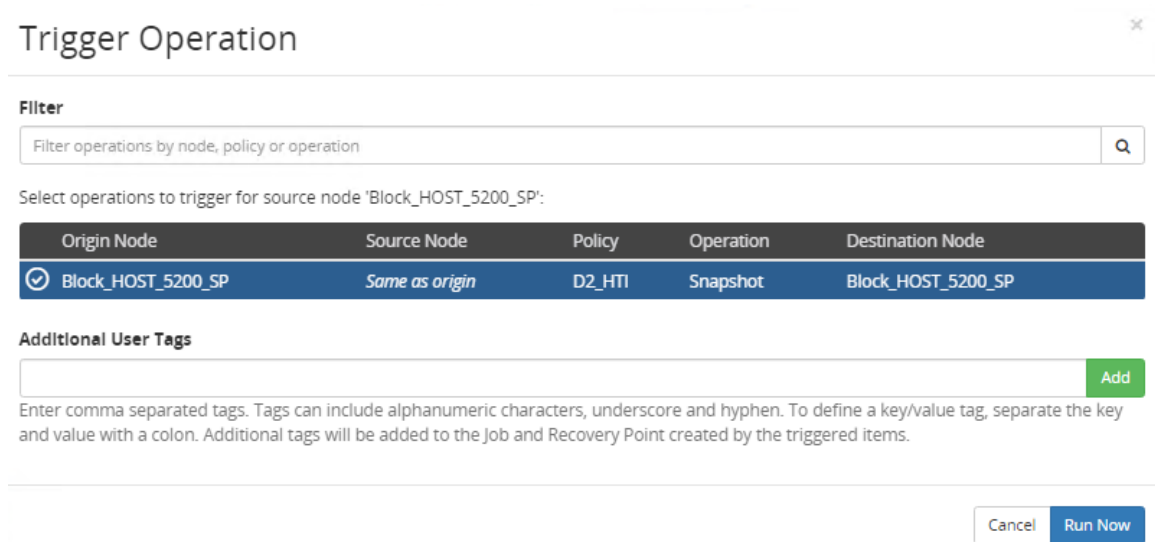 Trigger Operation
×
Filter
Filter operations by node, policy or operation
Select operations to trigger for source node 'Block_HOST_5200_SP':
Origin Node Source Node Policy Operation Destination Node
Block_HOST_5200_SP Same as origin D2_HTI Snapshot Block_HOST_5200_SP
Additional User Tags
Add
Enter comma separated tags. Tags can include alphanumeric characters, underscore and hyphen. To define a key/value tag, separate the key
and value with a colon. Additional tags will be added to the Job and Recovery Point created by the triggered items.
Cancel Run Now